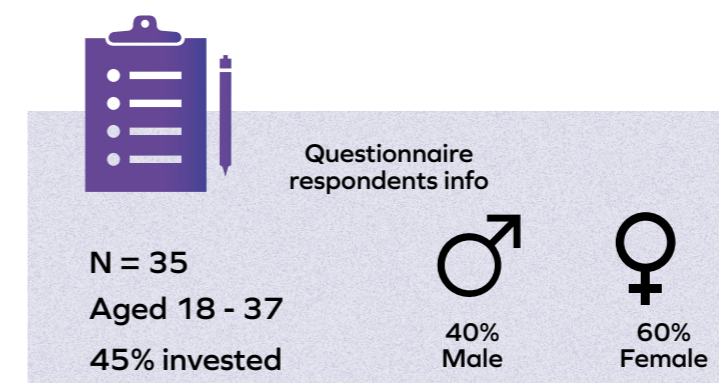 Questionnaire
respondents info
N = 35
Aged 18 - 37
45% invested
40%
Male
60%
Female